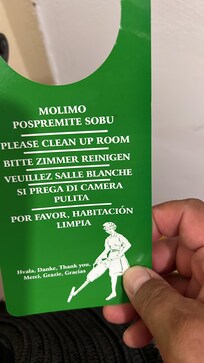 MOLIMO
POSPREMITE SOBU
PLEASE CLEAN UP ROOM
BITTE ZIMMER REINIGEN
VEUILLEZ SALLE BLANCHE
SI PREGA DI CAMERA
PULITA
POR FAVOR, HABITACIÓN
LIMPIA
Hvala, Danke, Thank you,
Merci, Grazie, Gracias